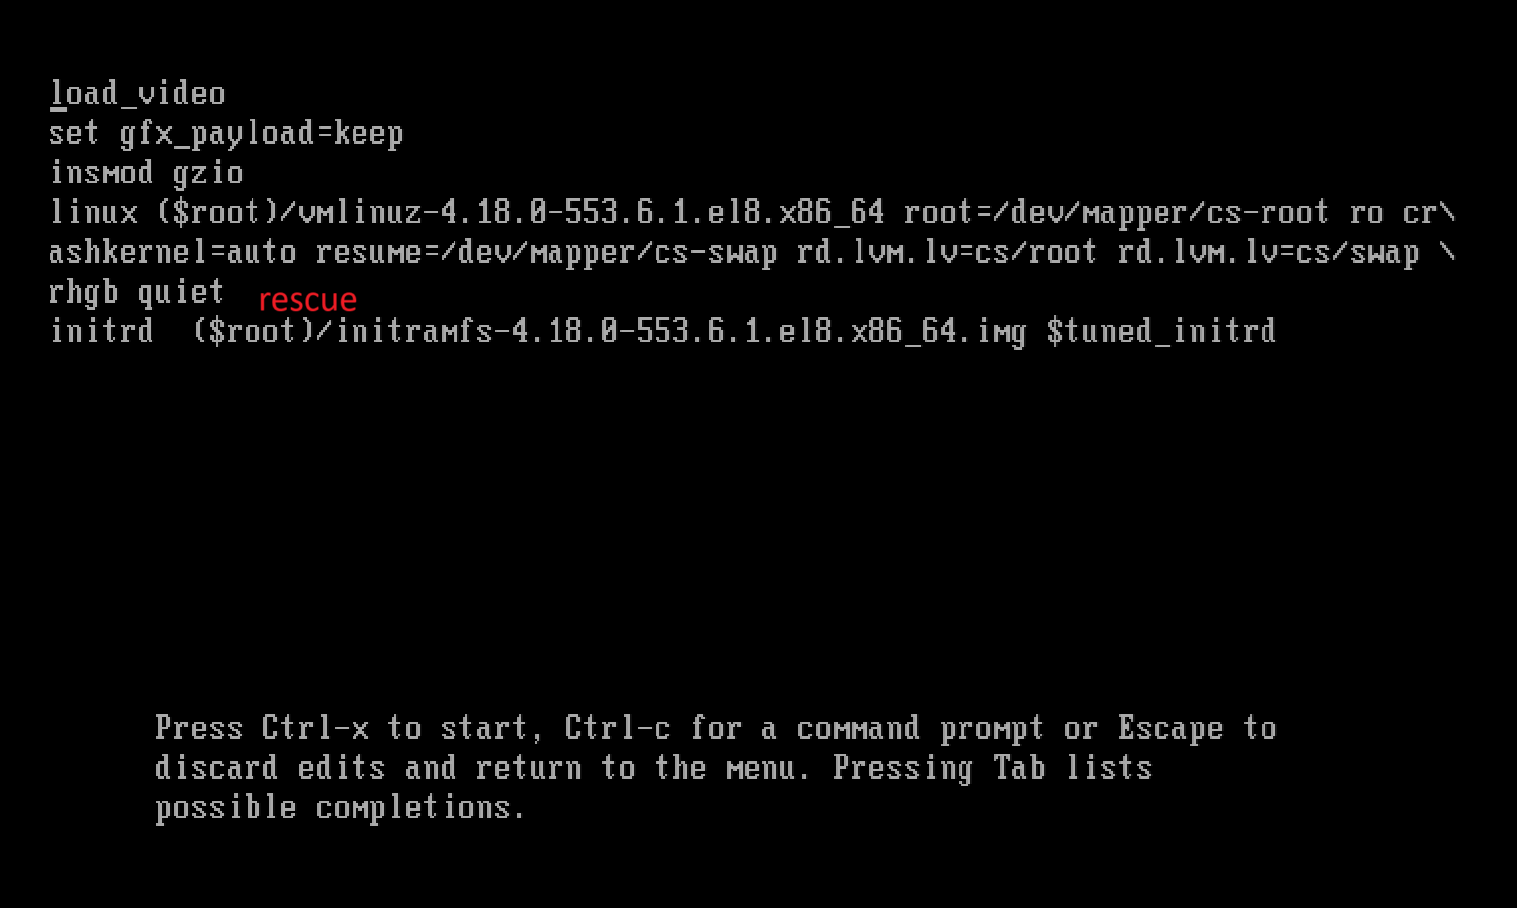 load_video
set gfx_payload=keep
insmod gzio
linux ($root)/vmlinuz-4.18.0-553.6.1.el8.x86_64 root=/dev/mapper/cs-root ro cr\
ashkernel=auto resume=/dev/mapper/cs-swap rd.lvm.lv=cs/root rd.lvm.lv=cs/swap \
rhgb quiet rescue
initrd  ($root)/initramfs-4.18.0-553.6.1.el8.x86_64.img $tuned_initrd
Press Ctrl-x to start, Ctrl-c for a command prompt or Escape to
discard edits and return to the menu. Pressing Tab lists
possible completions.